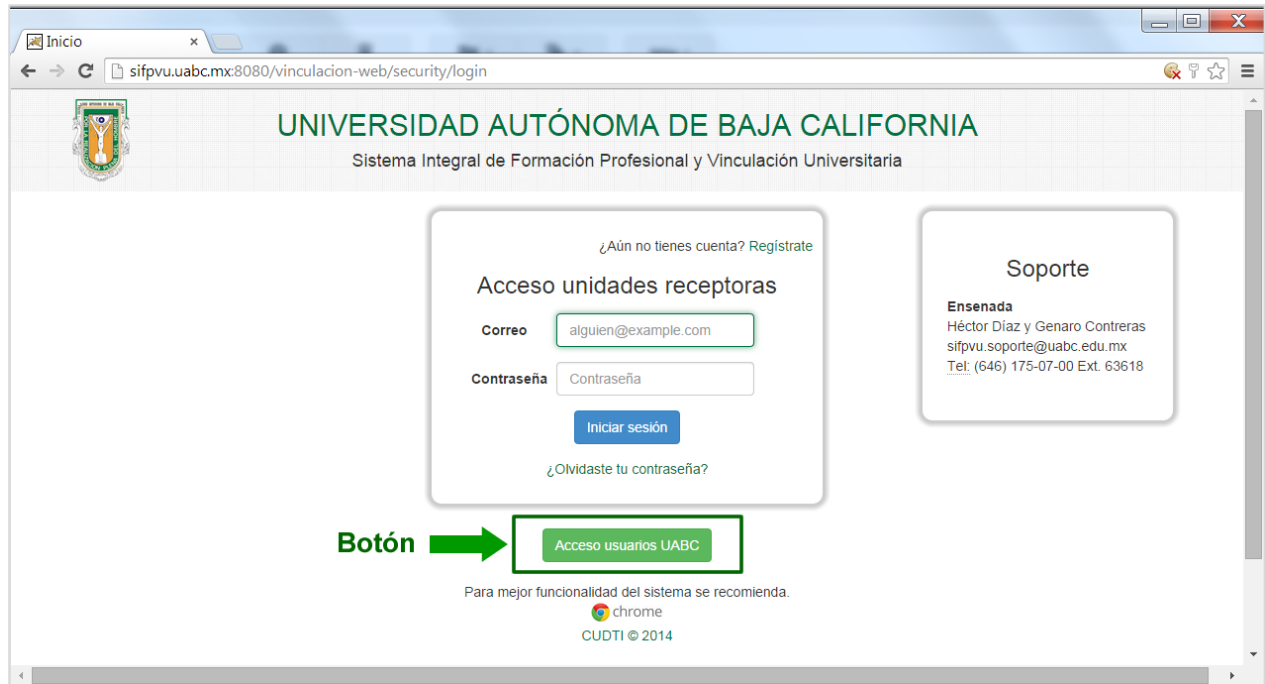 Inicio
sifpvu.uabc.mx:8080/vinculacion-web/security/login
UNIVERSIDAD AUTÓNOMA DE BAJA CALIFORNIA
Sistema Integral de Formación Profesional y Vinculación Universitaria
¿Aún no tienes cuenta? Regístrate
Acceso unidades receptoras
Correo alguien@example.com
Contraseña Contraseña
Iniciar sesión
¿Olvidaste tu contraseña?
Soporte
Ensenada
Héctor Díaz y Genaro Contreras
sifpvu.soporte@uabc.edu.mx
Tel: (646) 175-07-00 Ext. 63618
Botón
Acceso usuarios UABC
Para mejor funcionalidad del sistema se recomienda.
chrome
CUDTI © 2014